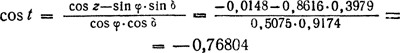 cos t = (cos z—sin φ·sin δ)/(cos φ·cos δ) = (−0,0148−0,8616·0,3979)/(0,5075·0,9174) =
= −0,76804